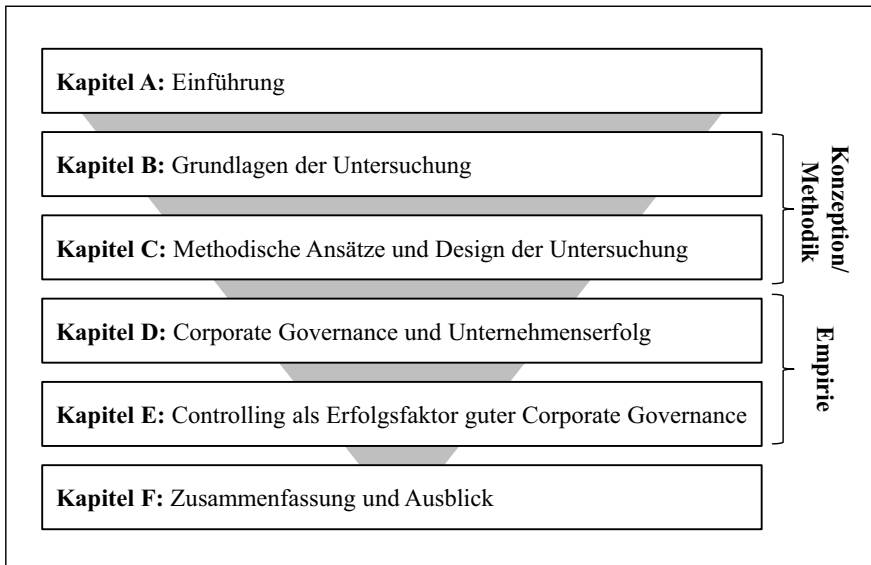 Kapitel A: Einführung
Kapitel B: Grundlagen der Untersuchung
Kapitel C: Methodische Ansätze und Design der Untersuchung
Konzeption/
Methodik
Kapitel D: Corporate Governance und Unternehmenserfolg
Kapitel E: Controlling als Erfolgsfaktor guter Corporate Governance
Empirie
Kapitel F: Zusammenfassung und Ausblick